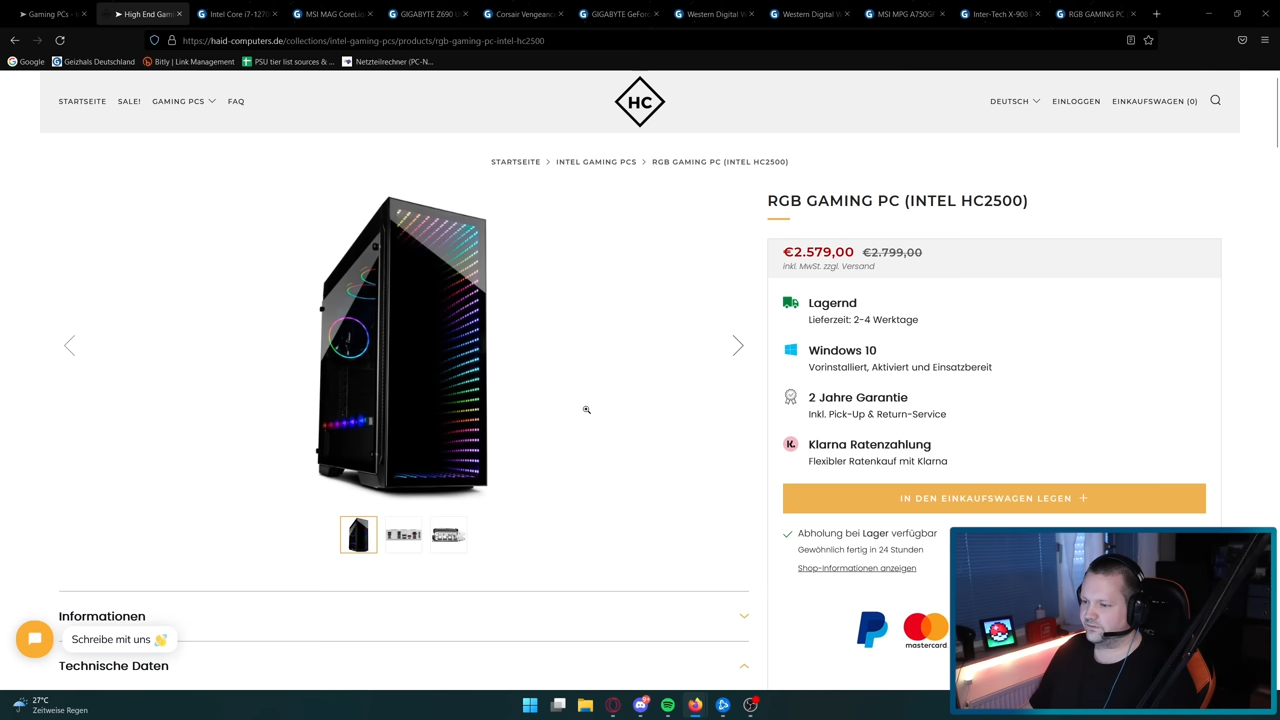 Gaming PCs -
High End Gami
Intel Core i7-1270
MSI MAG CoreLiq
GIGABYTE Z690 U
Corsair Vengeance
GIGABYTE GeForc
Western Digital W
Western Digital W
MSI MPG A750GF
Inter-Tech X-908 I
RGB GAMING PC (
https://haid-computers.de/collections/intel-gaming-pcs/products/rgb-gaming-pc-intel-hc2500
Google
Geizhals Deutschland
Bitly | Link Management
PSU tier list sources & ...
Netzteilrechner (PC-N...
STARTSEITE
SALE!
GAMING PCS
FAQ
HC
DEUTSCH
EINLOGGEN
EINKAUFSWAGEN (0)
STARTSEITE > INTEL GAMING PCS > RGB GAMING PC (INTEL HC2500)
RGB GAMING PC (INTEL HC2500)
€2.579,00 €2.799,00
inkl. MwSt. zzgl. Versand
Lagernd
Lieferzeit: 2-4 Werktage
Windows 10
Vorinstalliert, Aktiviert und Einsatzbereit
2 Jahre Garantie
Inkl. Pick-Up & Return-Service
K.
Klarna Ratenzahlung
Flexibler Ratenkauf mit Klarna
IN DEN EINKAUFSWAGEN LEGEN +
Abholung bei Lager verfügbar
Gewöhnlich fertig in 24 Stunden
Shop-Informationen anzeigen
mastercard
Informationen
Schreibe mit uns 👋
Technische Daten
27°C
Zeitweise Regen